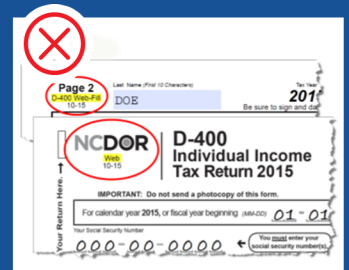 Page 2
D-400 Web-Fill
10-15
Last Name (First 10 Characters)
DOE
Tax Year
201
Be sure to sign and da
NCDOR
Web
10-15
D-400
Individual Income
Tax Return 2015
IMPORTANT: Do not send a photocopy of this form.
For calendar year 2015, or fiscal year beginning (MM-DD) 01 - 01
Your Social Security Number
000-00-0000
You must enter your
social security number(s).
Your Return Here.